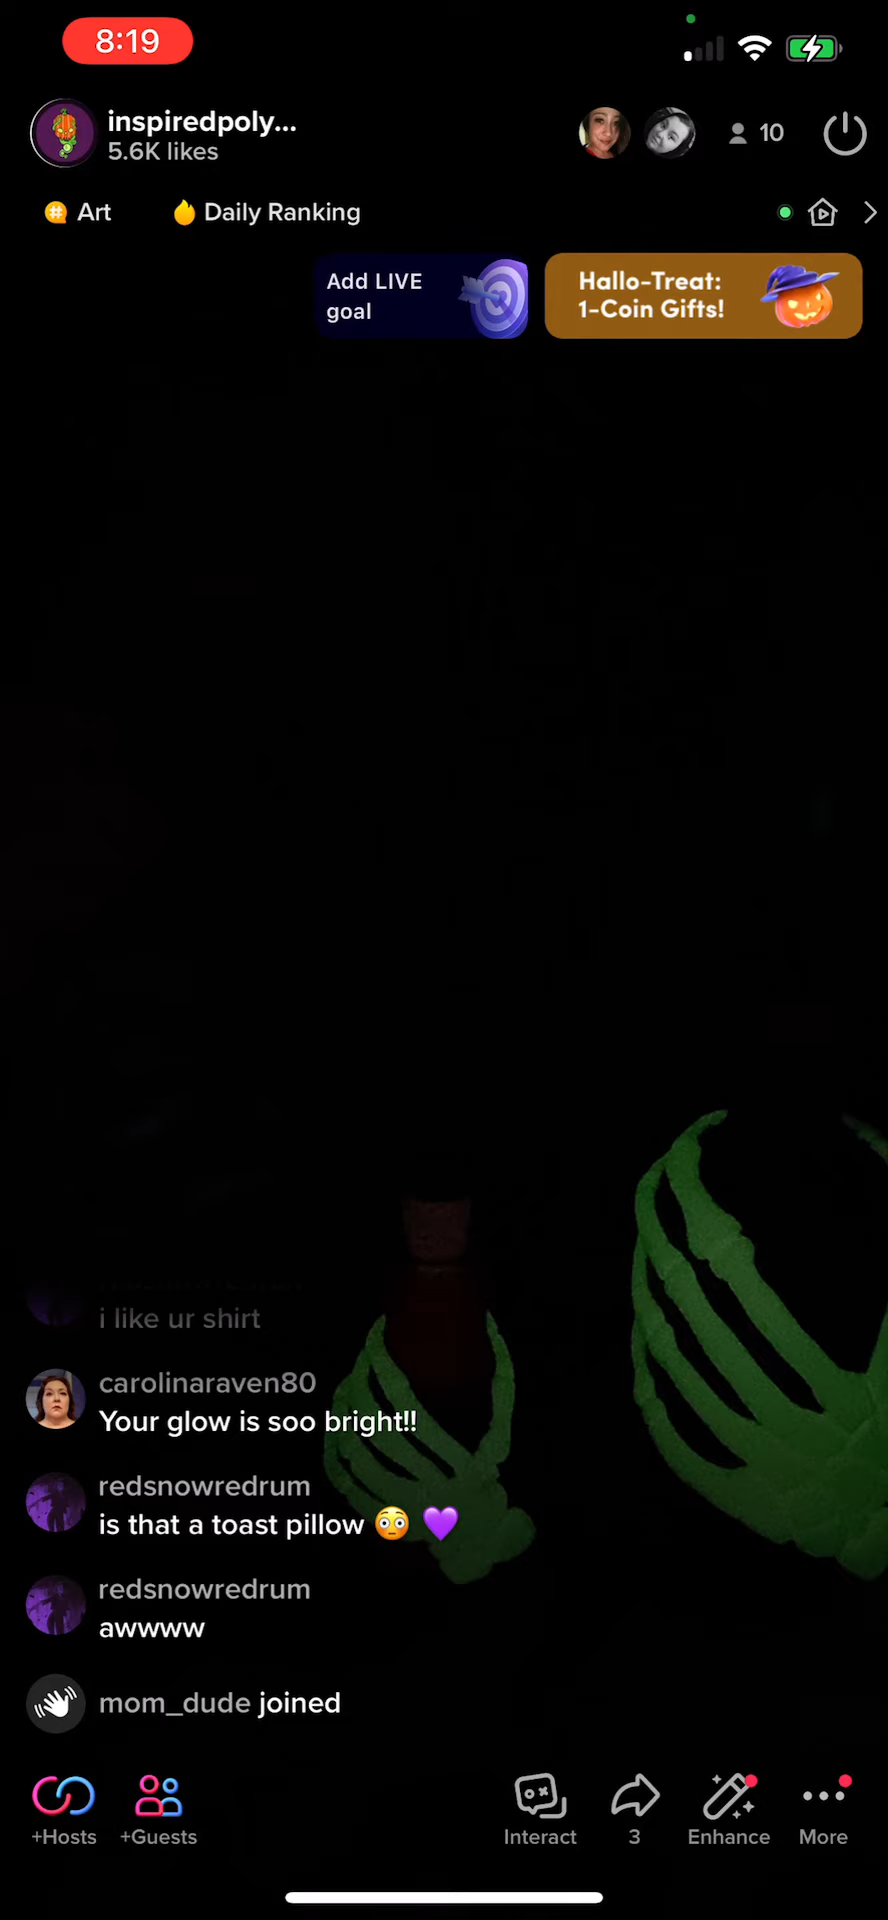 8:19
inspiredpoly...
5.6K likes
10
Art
Daily Ranking
Add LIVE
goal
Hallo-Treat:
1-Coin Gifts!
i like ur shirt
carolinaraven80
Your glow is soo bright!!
redsnowredrum
is that a toast pillow 😳 💜
redsnowredrum
awwww
mom_dude joined
+Hosts
+Guests
Interact
3
Enhance
More